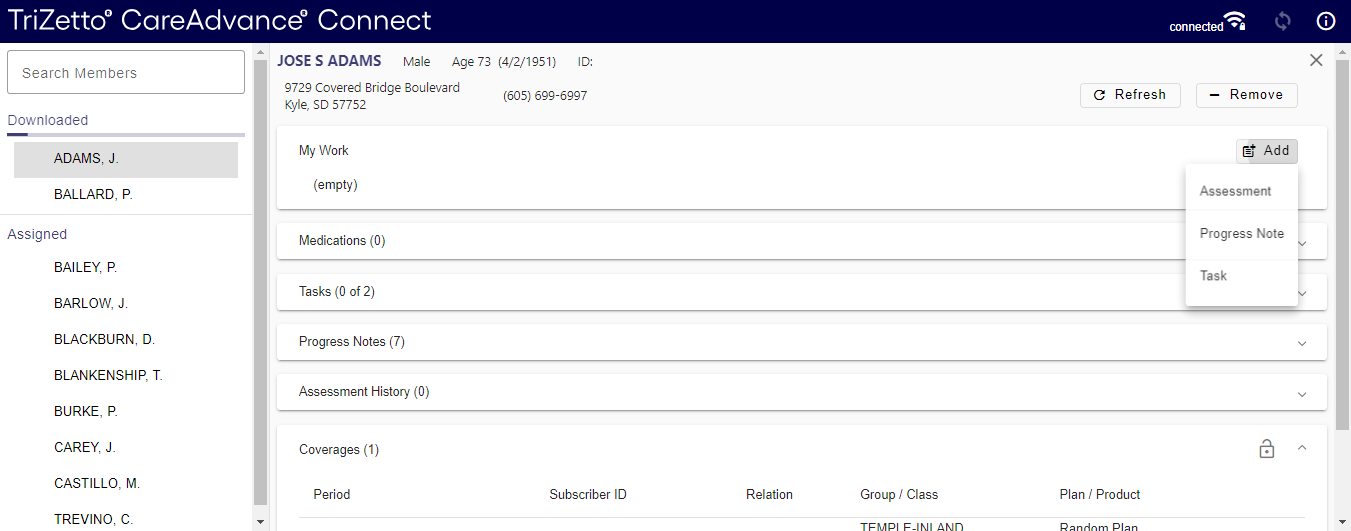 TriZetto® CareAdvance® Connect
connected
Search Members
Downloaded
ADAMS, J.
BALLARD, P.
Assigned
BAILEY, P.
BARLOW, J.
BLACKBURN, D.
BLANKENSHIP, T.
BURKE, P.
CAREY, J.
CASTILLO, M.
TREVINO, C.
JOSE S ADAMS Male Age 73 (4/2/1951) ID:
9729 Covered Bridge Boulevard
Kyle, SD 57752
(605) 699-6997
Refresh
Remove
My Work
Add
(empty)
Assessment
Progress Note
Task
Medications (0)
Tasks (0 of 2)
Progress Notes (7)
Assessment History (0)
Coverages (1)
Period Subscriber ID Relation Group / Class Plan / Product
TEMPLE-INLAND Random Plan